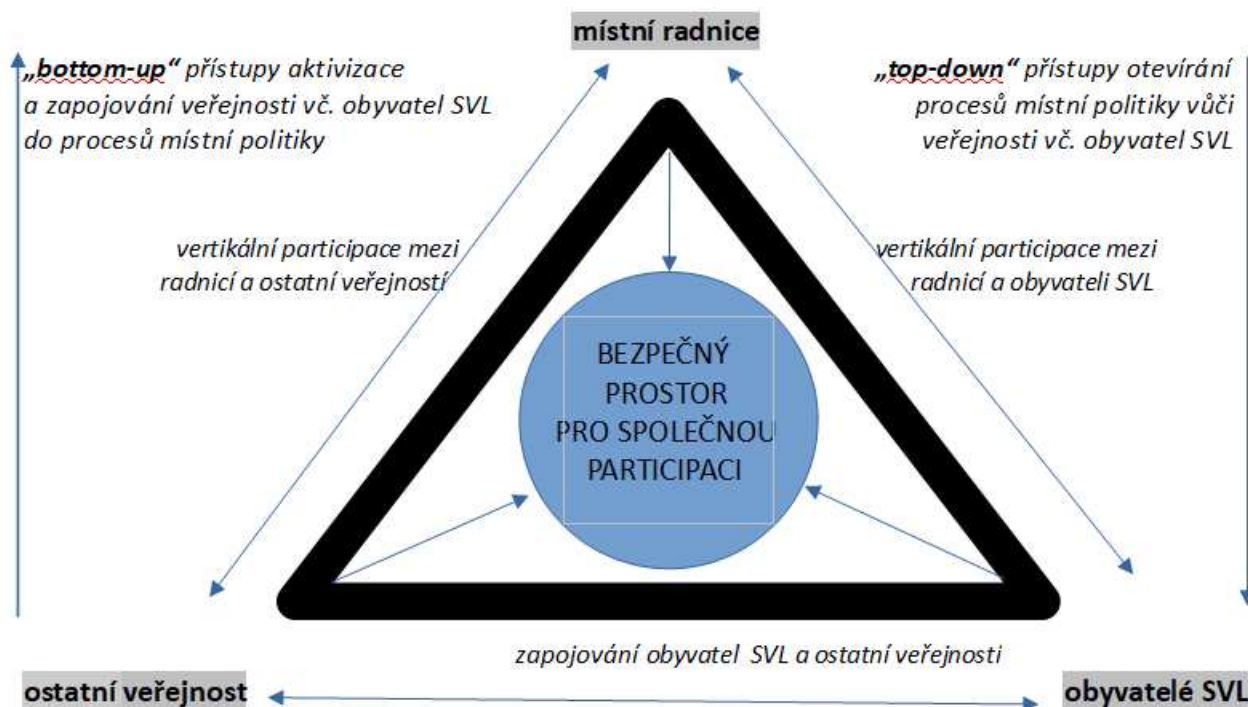 místní radnice
„bottom-up“ přístupy aktivizace
a zapojování veřejnosti vč. obyvatel SVL
do procesů místní politiky
„top-down“ přístupy otevírání
procesů místní politiky vůči
veřejnosti vč. obyvatel SVL
vertikální participace mezi
radnicí a ostatní veřejností
vertikální participace mezi
radnicí a obyvateli SVL
BEZPEČNÝ
PROSTOR
PRO SPOLEČNOU
PARTICIPACI
zapojování obyvatel SVL a ostatní veřejnosti
ostatní veřejnost
obyvatelé SVL